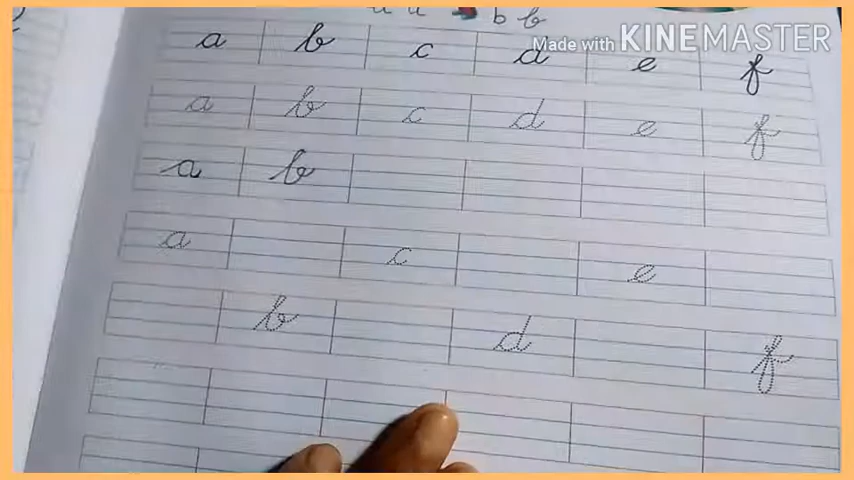 b b
Made with KINEMASTER
a b c d e f
a b c d e f
a b
a c e
b d f